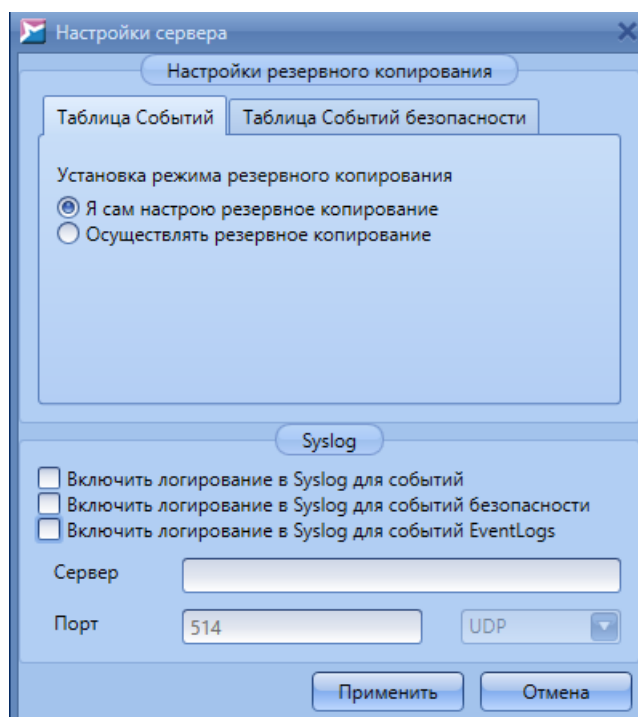 Настройки сервера
Настройки резервного копирования
Таблица Событий
Таблица Событий безопасности
Установка режима резервного копирования
Я сам настрою резервное копирование
Осуществлять резервное копирование
Syslog
Включить логирование в Syslog для событий
Включить логирование в Syslog для событий безопасности
Включить логирование в Syslog для событий EventLogs
Сервер
Порт 514 UDP
Применить Отмена